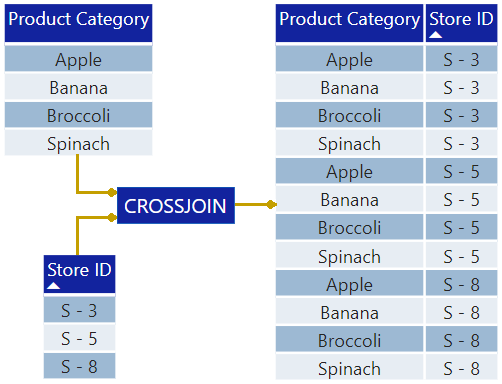 Product Category
Apple
Banana
Broccoli
Spinach
CROSSJOIN
Store ID
S - 3
S - 5
S - 8
Product Category Store ID
Apple S - 3
Banana S - 3
Broccoli S - 3
Spinach S - 3
Apple S - 5
Banana S - 5
Broccoli S - 5
Spinach S - 5
Apple S - 8
Banana S - 8
Broccoli S - 8
Spinach S - 8